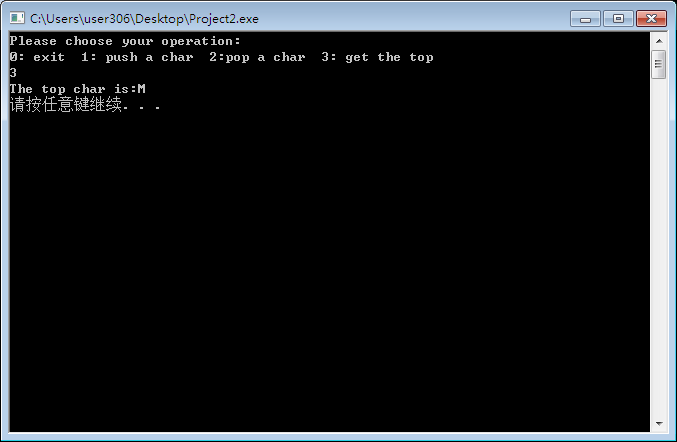 C:\Users\user306\Desktop\Project2.exe
Please choose your operation:
0: exit  1: push a char  2:pop a char  3: get the top
3
The top char is:M
请按任意键继续. . .